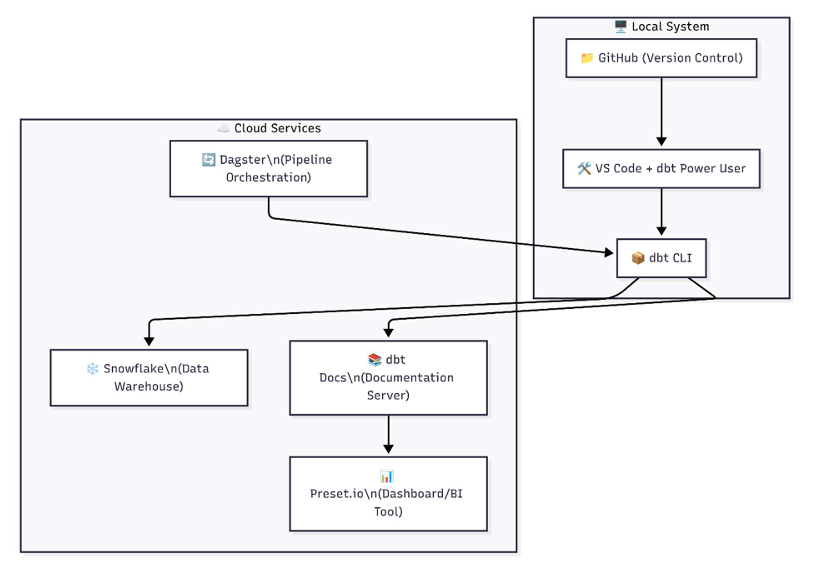 🖥️ Local System
📁 GitHub (Version Control)
☁️ Cloud Services
🔄 Dagster\n(Pipeline
Orchestration)
🛠️ VS Code + dbt Power User
📦 dbt CLI
❄️ Snowflake\n(Data
Warehouse)
📚 dbt
Docs\n(Documentation
Server)
📊
Preset.io\n(Dashboard/BI
Tool)